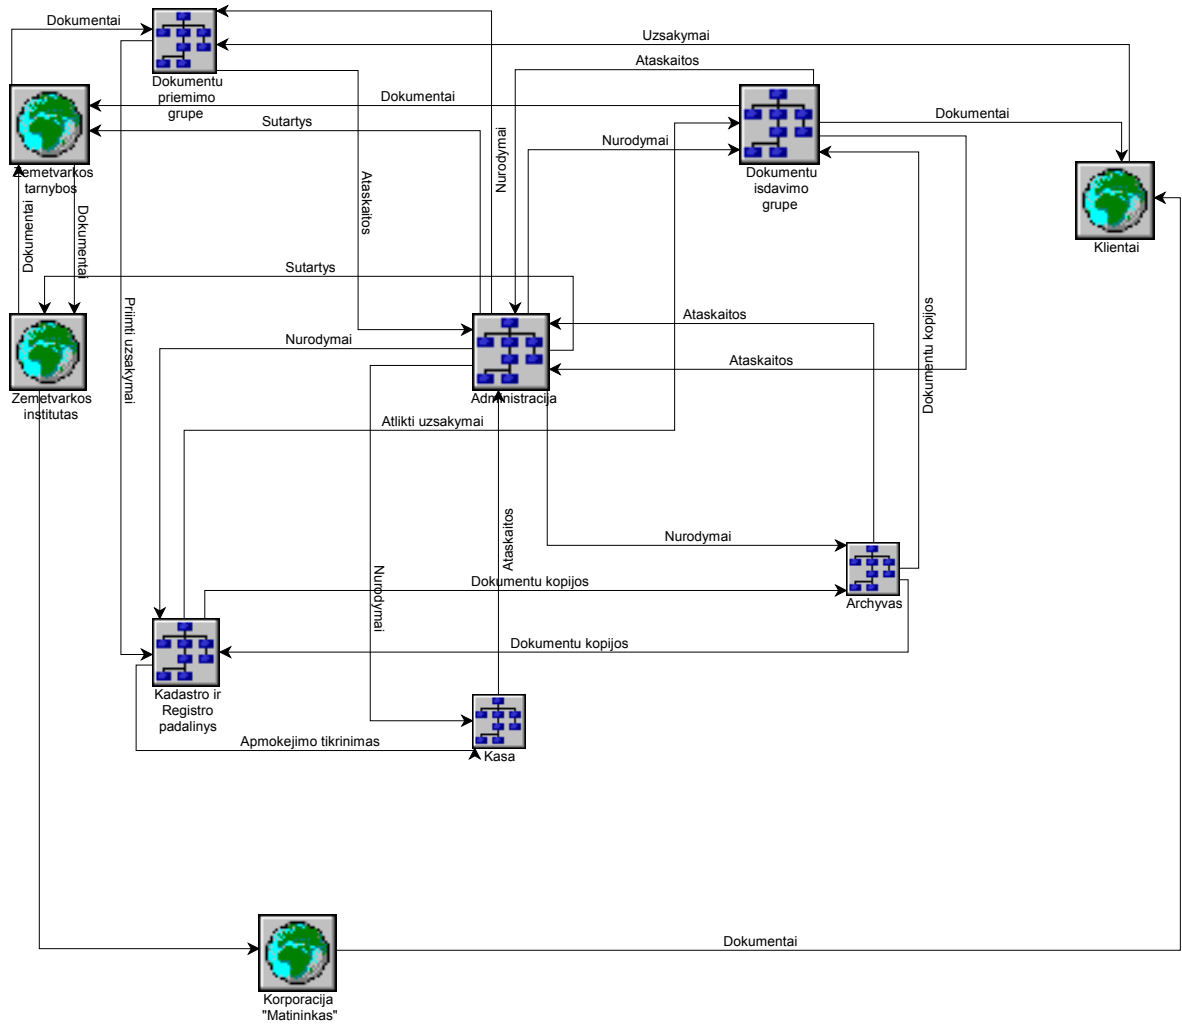 Dokumentai
Uzsakymai
Ataskaitos
Dokumentu
priemimo
grupe
Dokumentai
Sutartys
Dokumentai
Nurodymai
Nurodymai
Zemetvarkos
tarnybos
Dokumentu
isdavimo
grupe
Ataskaitos
Klientai
Dokumentai
Dokumentai
Sutartys
Priimti uzsakymai
Nurodymai
Ataskaitos
Ataskaitos
Dokumentu kopijos
Zemetvarkos
institutas
Administracija
Atlikti uzsakymai
Nurodymai
Ataskaitos
Nurodymai
Dokumentu kopijos
Archyvas
Dokumentu kopijos
Kadastro ir
Registro
padalinys
Apmokejimo tikrinimas
Kasa
Dokumentai
Korporacija
"Matininkas"